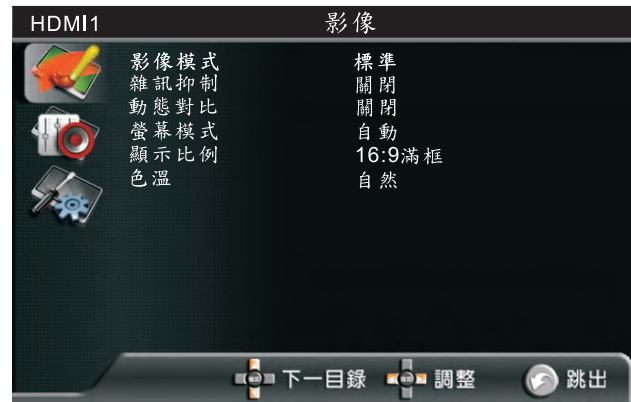 HDMI1 影像
影像模式 標準
雜訊抑制 關閉
動態對比 關閉
螢幕模式 自動
顯示比例 16:9滿框
色溫 自然
下一目錄 調整 跳出